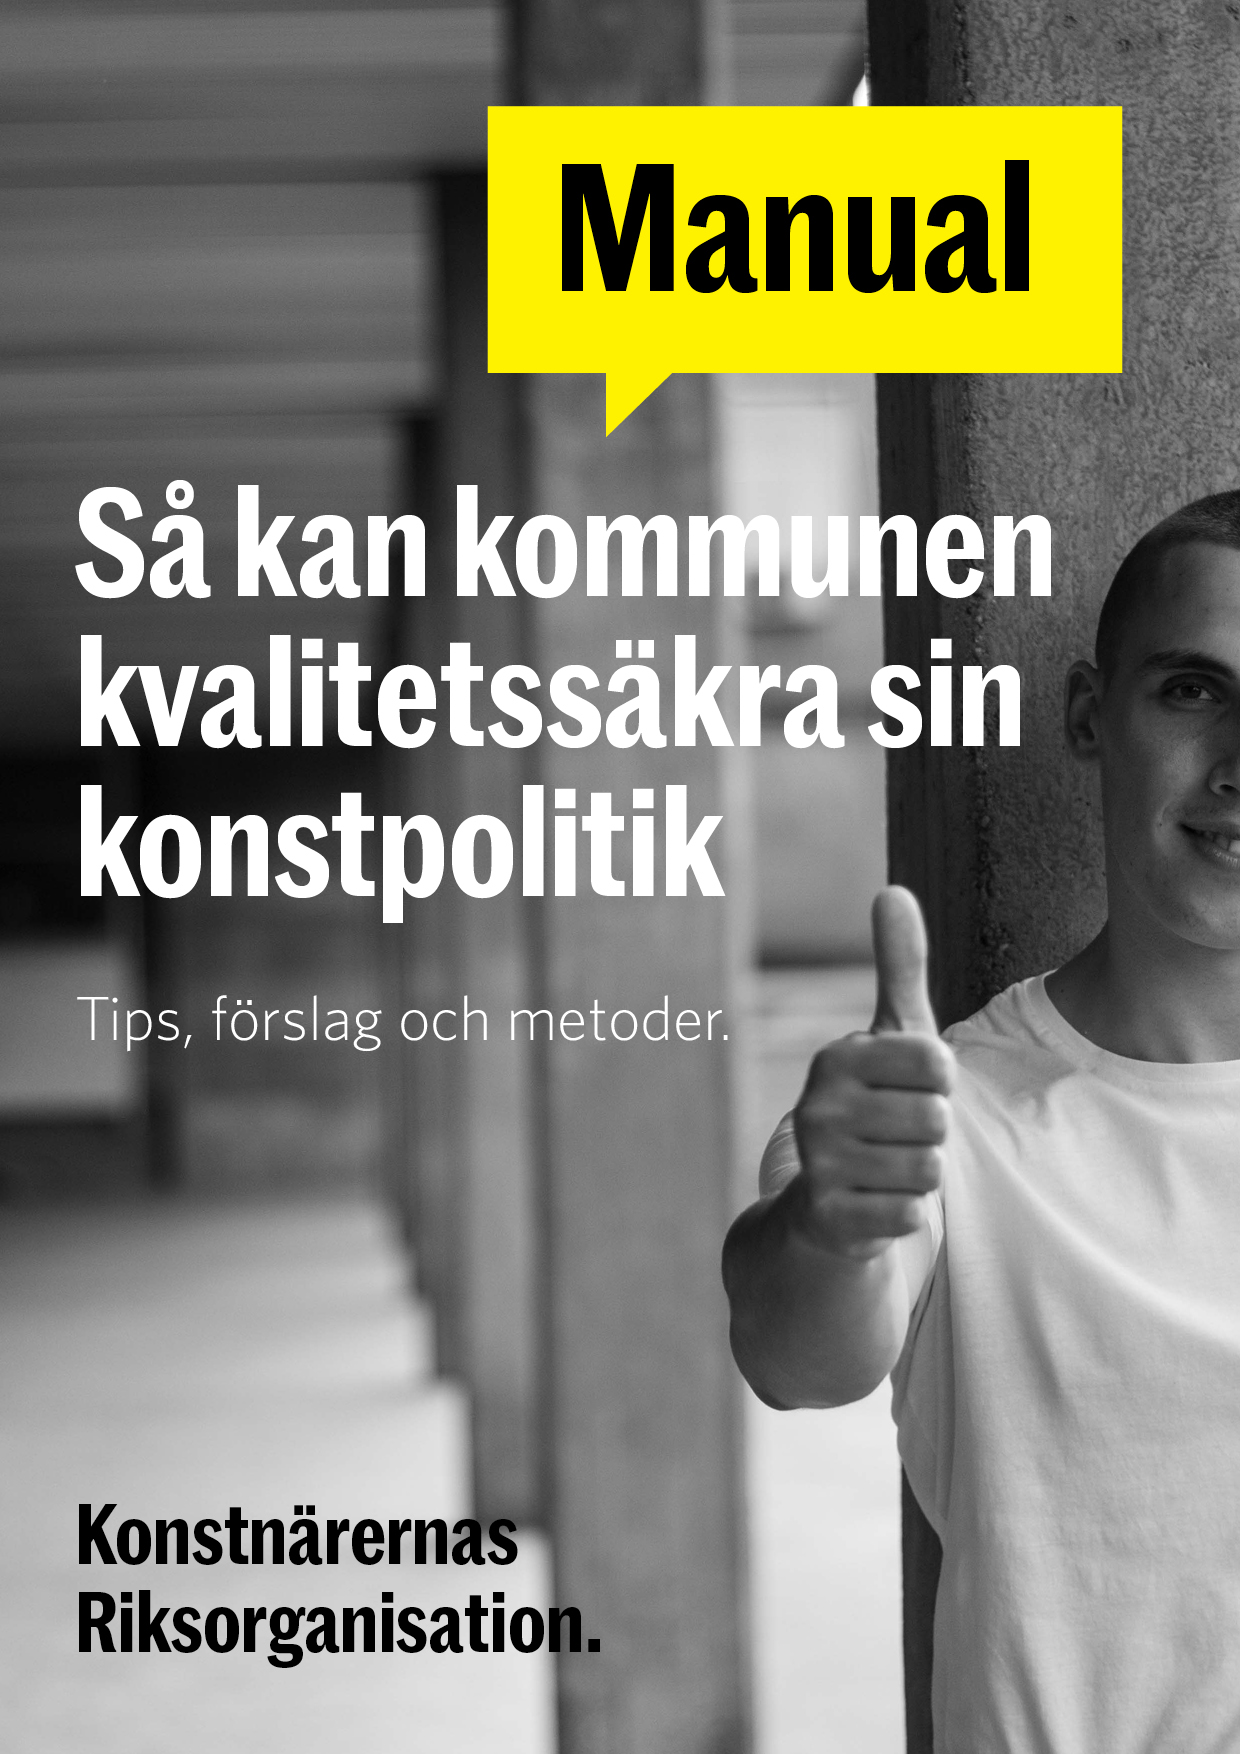 Manual
Så kan kommunen
kvalitetssäkra sin
konstpolitik
Tips, förslag och metoder.
Konstnärernas
Riksorganisation.